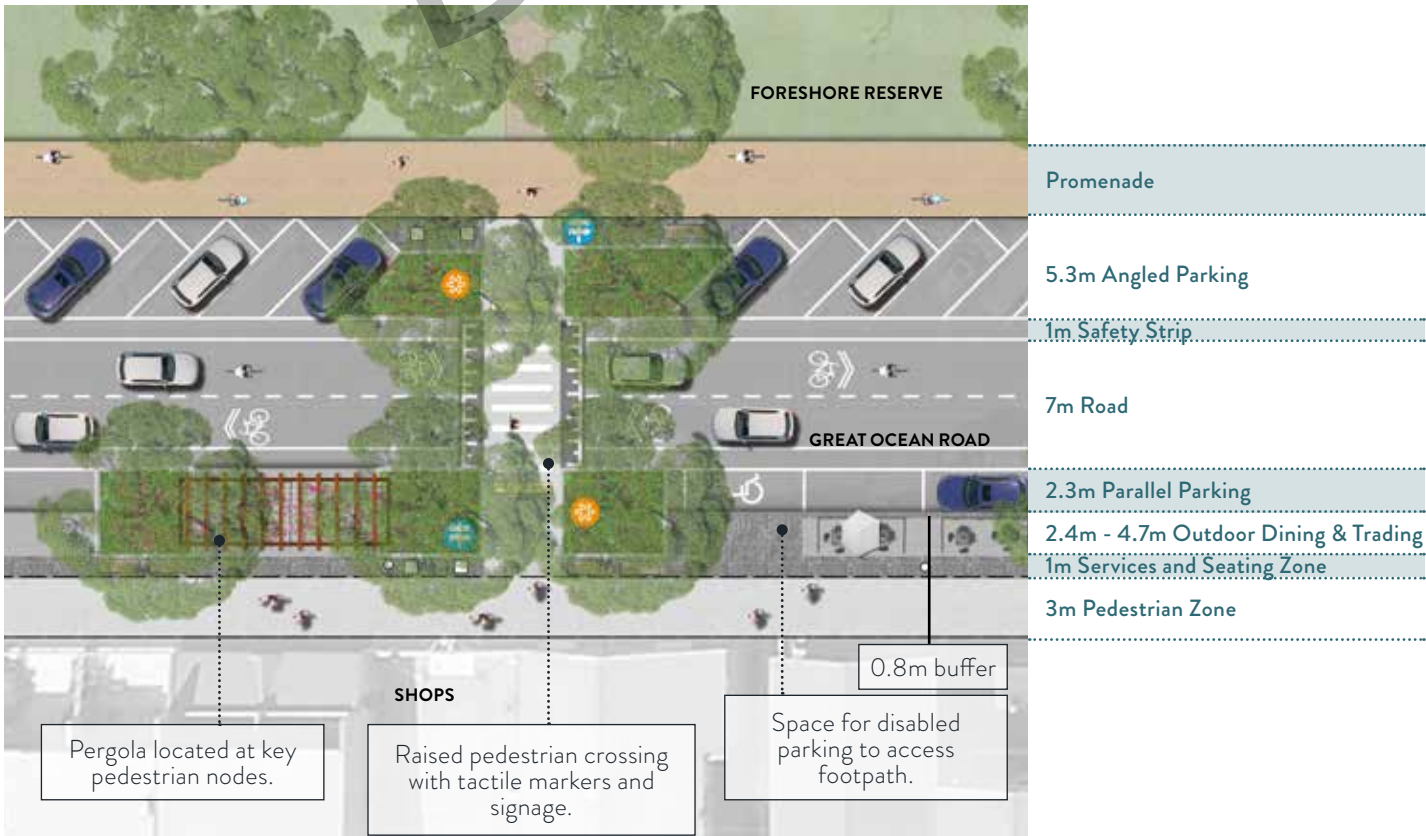 FORESHORE RESERVE
Promenade
5.3m Angled Parking
1m Safety Strip
7m Road
GREAT OCEAN ROAD
2.3m Parallel Parking
2.4m - 4.7m Outdoor Dining & Trading
1m Services and Seating Zone
3m Pedestrian Zone
0.8m buffer
SHOPS
Pergola located at key
pedestrian nodes.
Raised pedestrian crossing
with tactile markers and
signage.
Space for disabled
parking to access
footpath.